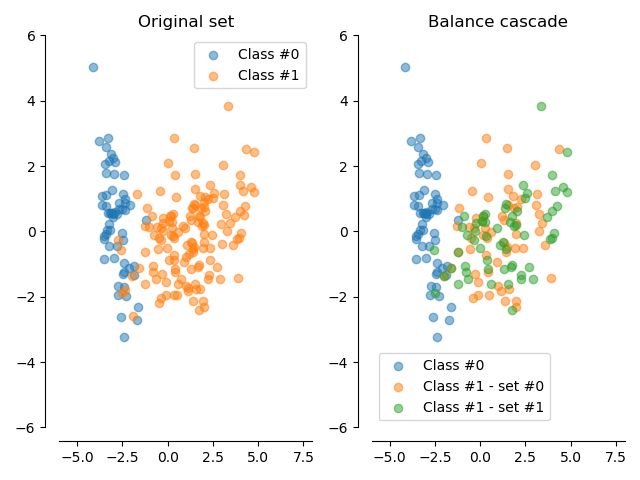 Original set
Balance cascade
6
4
2
0
−2
−4
−6
−5.0 −2.5 0.0 2.5 5.0 7.5
Class #0
Class #1
6
4
2
0
−2
−4
−6
−5.0 −2.5 0.0 2.5 5.0 7.5
Class #0
Class #1 - set #0
Class #1 - set #1